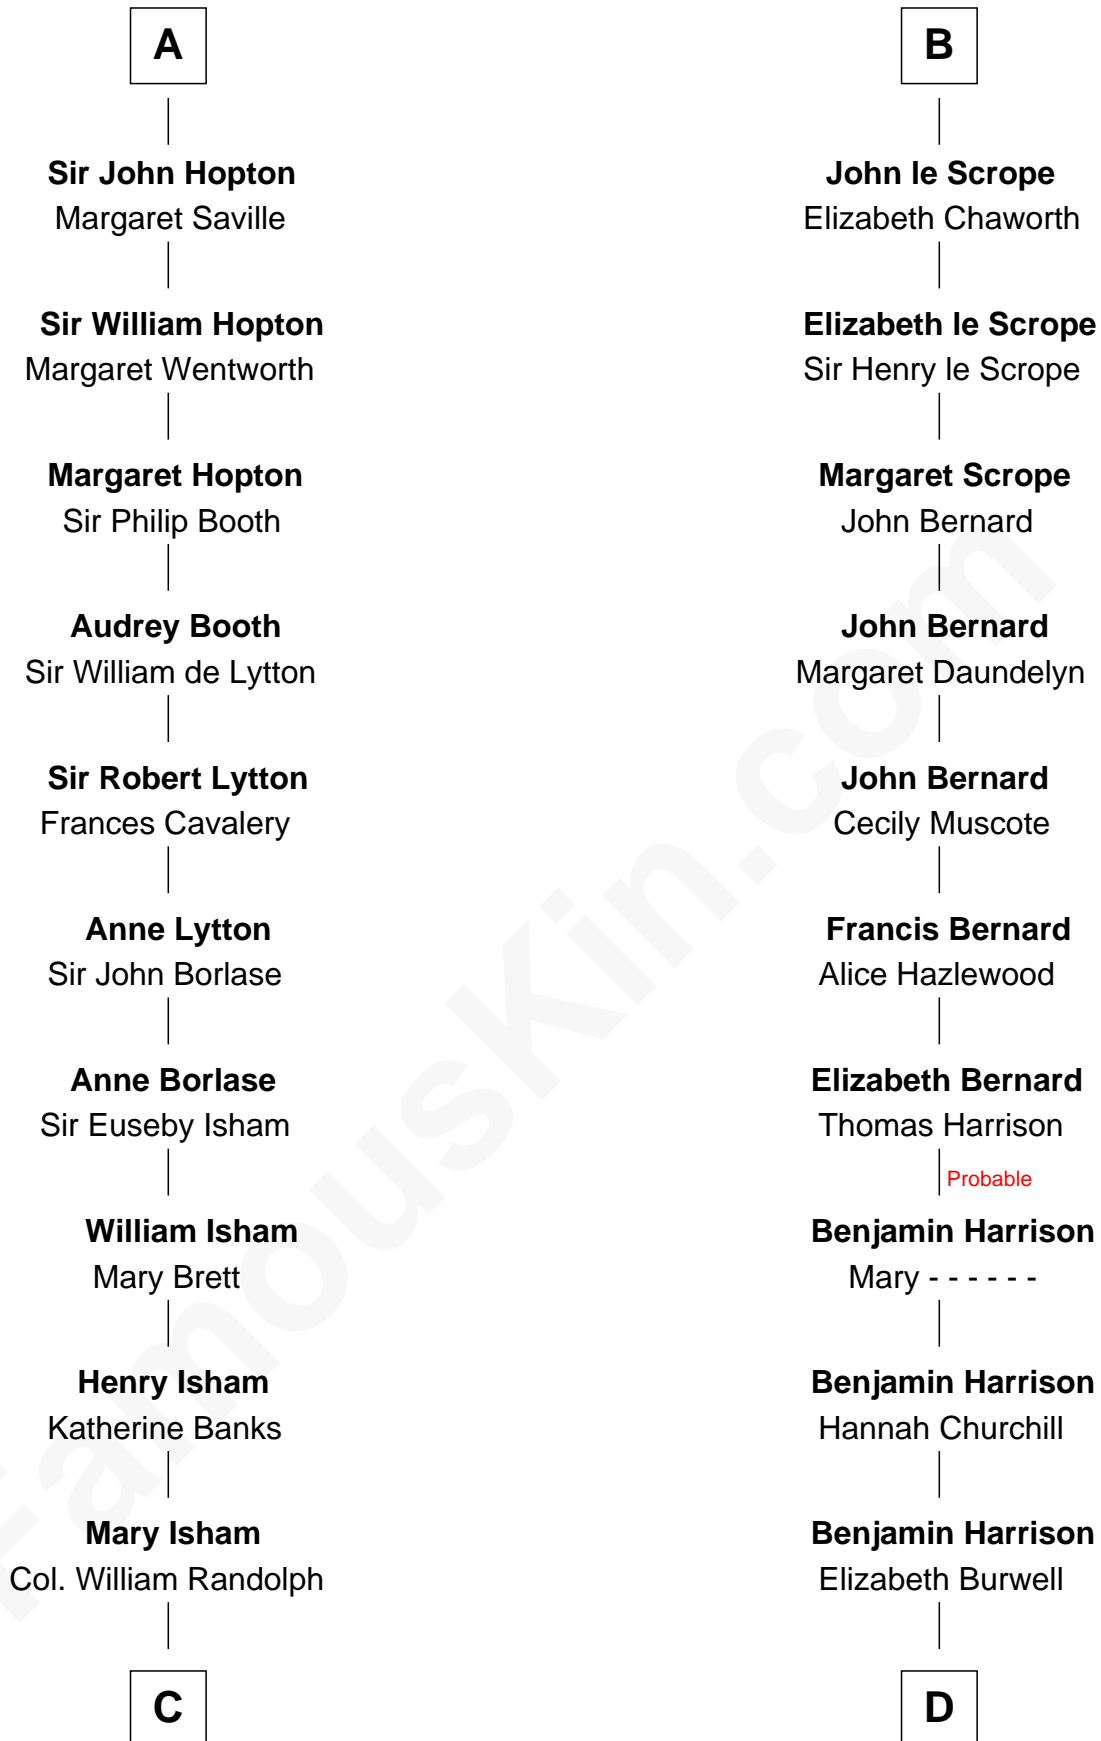 A
Sir John Hopton
Margaret Saville
Sir William Hopton
Margaret Wentworth
Margaret Hopton
Sir Philip Booth
Audrey Booth
Sir William de Lytton
Sir Robert Lytton
Frances Cavalery
Anne Lytton
Sir John Borlase
Anne Borlase
Sir Euseby Isham
William Isham
Mary Brett
Henry Isham
Katherine Banks
Mary Isham
Col. William Randolph
C
B
John le Scrope
Elizabeth Chaworth
Elizabeth le Scrope
Sir Henry le Scrope
Margaret Scrope
John Bernard
John Bernard
Margaret Daundelyn
John Bernard
Cecily Muscote
Francis Bernard
Alice Hazlewood
Elizabeth Bernard
Thomas Harrison
Probable
Benjamin Harrison
Mary - - - - - -
Benjamin Harrison
Hannah Churchill
Benjamin Harrison
Elizabeth Burwell
D
FamousKin.com